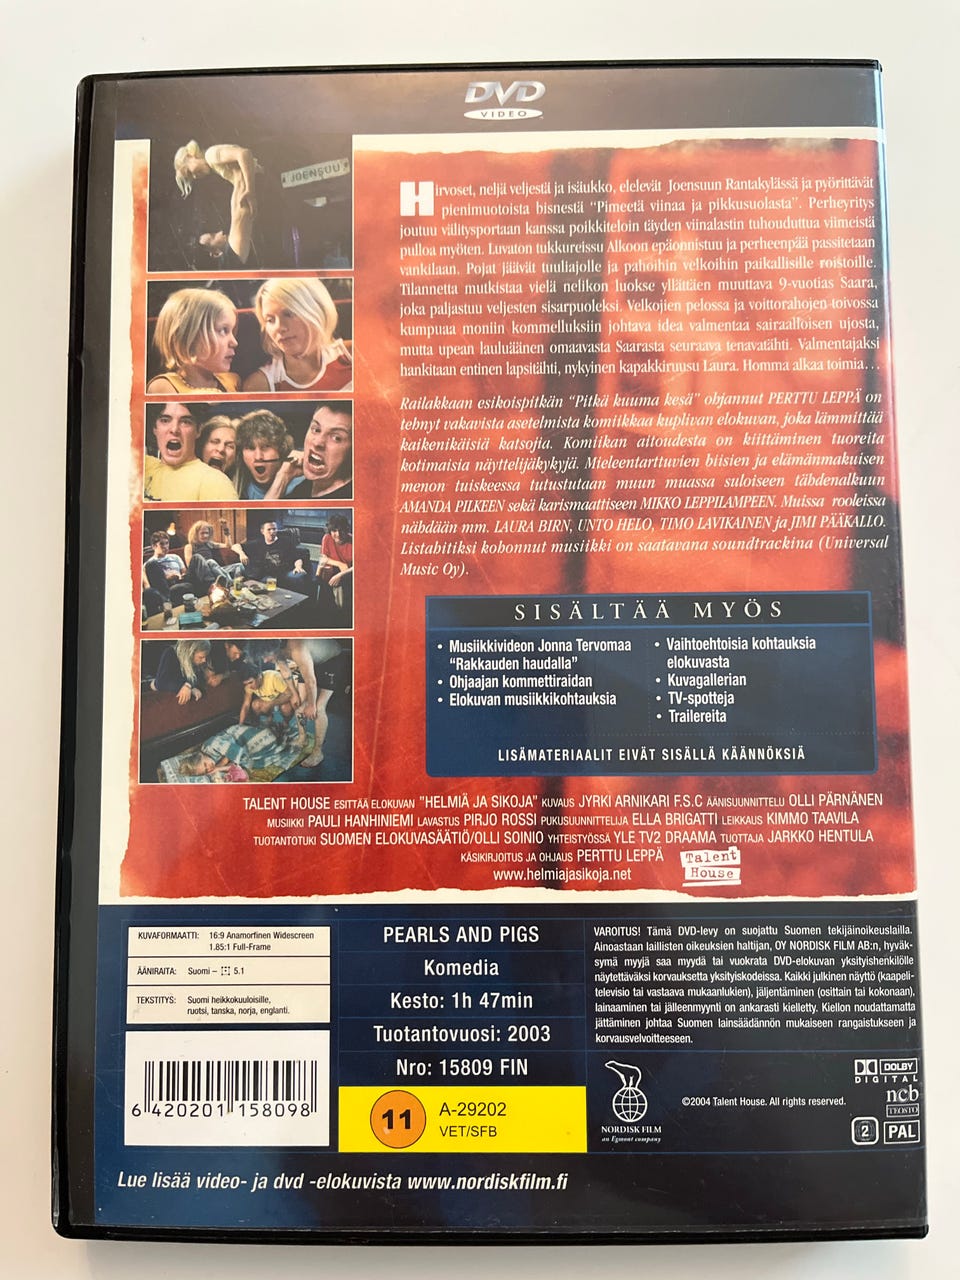 DVD
VIDEO
JOENSUU
Hirvoset, neljä veljestä ja isäukko, elelevät Joensuun Rantakylässä ja pyörittävät
pienimuotoista bisnestä "Pimeetä viinaa ja pikkusuolasta". Perheyritys
joutuu välitysportaan kanssa poikkiteloin täyden viinalastin tuhouduttua viimeistä
pulloa myöten. Luvaton tukkureissu Alkoon epäonnistuu ja perheenpää passitetaan
vankilaan. Pojat jäävät tuuliajolle ja pahoihin velkoihin paikallisille roistoille.
Tilannetta mutkistaa vielä nelikon luokse yllättäen muuttava 9-vuotias Saara,
joka paljastuu veljesten sisarpuoleksi. Velkojien pelossa ja voittorahojen toivossa
kumpuaa moniin kommelluksiin johtava idea valmentaa sairaalloisen ujosta,
mutta upean lauluäänen omaavasta Saarasta seuraava tenavatähti. Valmentajaksi
hankitaan entinen lapsitähti, nykyinen kapakkiruusu Laura. Homma alkaa toimia...
Railakkaan esikoispitkän "Pitkä kuuma kesä" ohjannut PERTTU LEPPÄ on
tehnyt vakavista asetelmista komiikkaa kuplivan elokuvan, joka lämmittää
kaikenikäisiä katsojia. Komiikan aitoudesta on kiittäminen tuoreita
kotimaisia näyttelijäkykyjä. Mieleentarttuvien biisien ja elämänmakuisen
menon tuiskeessa tutustutaan muun muassa suloiseen tähdenalkuun
AMANDA PILKEEN sekä karismaattiseen MIKKO LEPPILAMPEEN. Muissa rooleissa
nähdään mm. LAURA BIRN, UNTO HELO, TIMO LAVIKAINEN ja JIMI PÄÄKALLO.
Listahitiksi kohonnut musiikki on saatavana soundtrackina (Universal
Music Oy).
SISÄLTÄÄ MYÖS
• Musiikkivideon Jonna Tervomaa
"Rakkauden haudalla"
• Ohjaajan kommettiraidan
• Elokuvan musiikkikohtauksia
• Vaihtoehtoisia kohtauksia
elokuvasta
• Kuvagallerian
• TV-spotteja
• Trailereita
LISÄMATERIAALIT EIVÄT SISÄLLÄ KÄÄNNÖKSIÄ
TALENT HOUSE ESITTÄÄ ELOKUVAN "HELMIÄ JA SIKOJA" KUVAUS JYRKI ARNIKARI F.S.C ÄÄNISUUNNITTELU OLLI PÄRNÄNEN
MUSIIKKI PAULI HANHINIEMI LAVASTUS PIRJO ROSSI PUKUSUUNNITTELIJA ELLA BRIGATTI LEIKKAUS KIMMO TAAVILA
TUOTANTOTUKI SUOMEN ELOKUVASÄÄTIÖ/OLLI SOINIO YHTEISTYÖSSÄ YLE TV2 DRAAMA TUOTTAJA JARKKO HENTULA
KÄSIKIRJOITUS JA OHJAUS PERTTU LEPPÄ
www.helmiajasikoja.net
Talent
House
KUVAFORMAATTI: 16:9 Anamorfinen Widescreen
1.85:1 Full-Frame
ÄÄNIRAITA: Suomi – 5.1
TEKSTITYS: Suomi heikkokuuloisille,
ruotsi, tanska, norja, englanti.
6 420201 158098
PEARLS AND PIGS
Komedia
Kesto: 1h 47min
Tuotantovuosi: 2003
Nro: 15809 FIN
11
A-29202
VET/SFB
VAROITUS! Tämä DVD-levy on suojattu Suomen tekijäinoikeuslailla.
Ainoastaan laillisten oikeuksien haltijan, OY NORDISK FILM AB:n, hyväk-
symä myyjä saa myydä tai vuokrata DVD-elokuvan yksityishenkilölle
näytettäväksi korvauksetta yksityiskodeissa. Kaikki julkinen näyttö (kaapeli-
televisio tai vastaava mukaanlukien), jäljentäminen (osittain tai kokonaan),
lainaaminen tai jälleenmyynti on ankarasti kielletty. Kiellon noudattamatta
jättäminen johtaa Suomen lainsäädännön mukaiseen rangaistukseen ja
korvausvelvoitteeseen.
NORDISK FILM
an Egmont company
©2004 Talent House. All rights reserved.
DOLBY
DIGITAL
ncb
TEOSTO
2
PAL
Lue lisää video- ja dvd -elokuvista www.nordiskfilm.fi